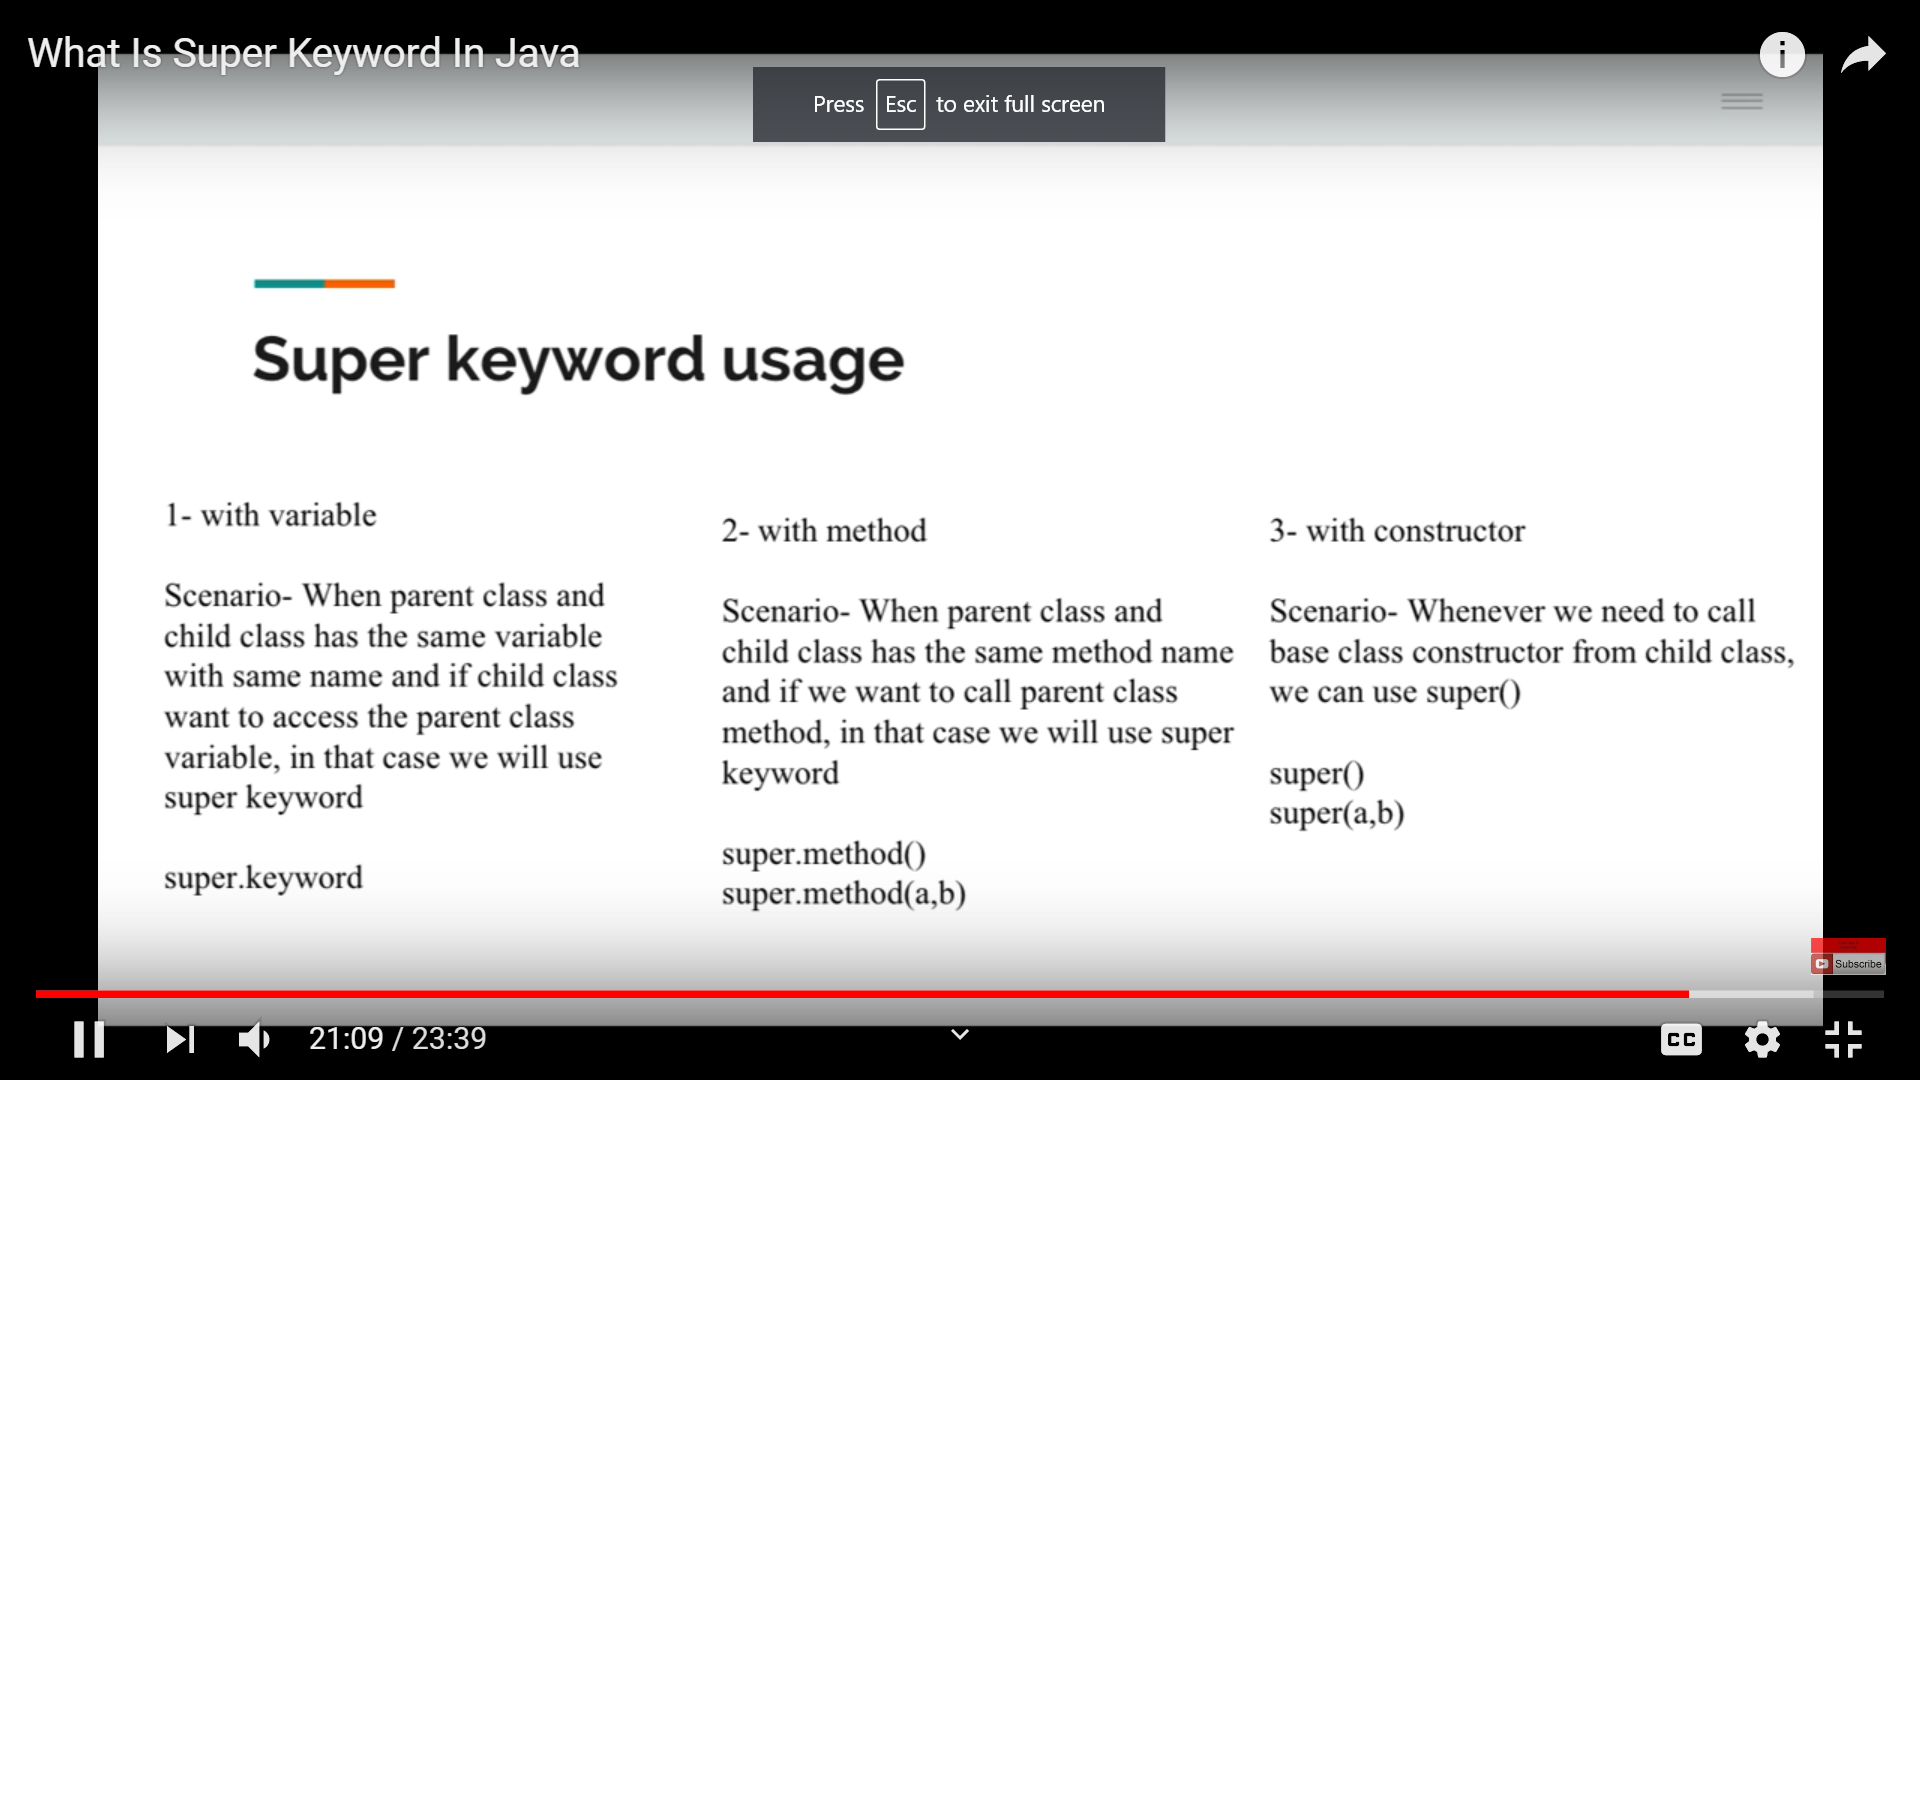 What Is Super Keyword In Java
Press Esc to exit full screen
Super keyword usage
1- with variable
Scenario- When parent class and
child class has the same variable
with same name and if child class
want to access the parent class
variable, in that case we will use
super keyword
super.keyword
2- with method
Scenario- When parent class and
child class has the same method name
and if we want to call parent class
method, in that case we will use super
keyword
super.method()
super.method(a,b)
3- with constructor
Scenario- Whenever we need to call
base class constructor from child class,
we can use super()
super()
super(a,b)
Subscribe
21:09 / 23:39
CC